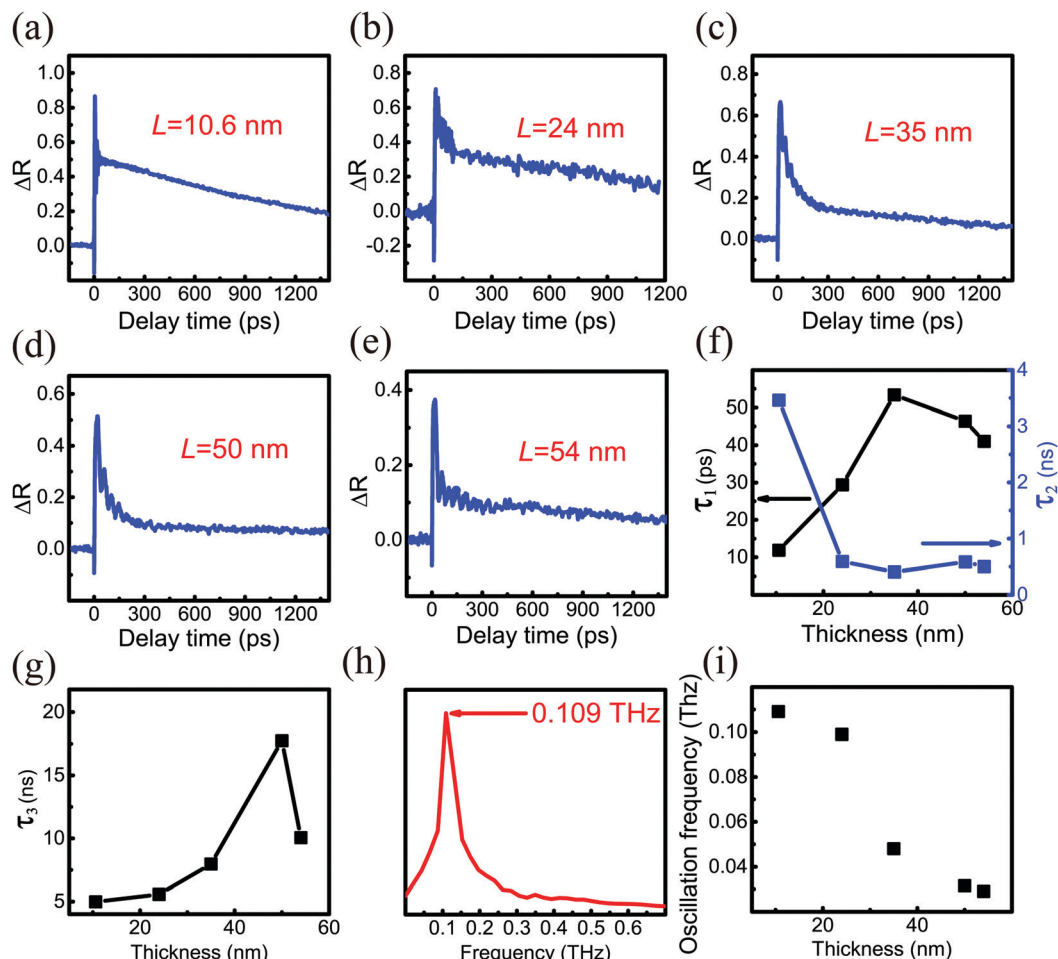 (a)
1.0
0.8
0.6
0.4
0.2
0.0
ΔR
L=10.6 nm
0 300 600 900 1200
Delay time (ps)
(b)
0.8
0.6
0.4
0.2
0.0
-0.2
ΔR
L=24 nm
0 300 600 900 1200
Delay time (ps)
(c)
0.8
0.6
0.4
0.2
0.0
ΔR
L=35 nm
0 300 600 900 1200
Delay time (ps)
(d)
0.6
0.4
0.2
0.0
ΔR
L=50 nm
0 300 600 900 1200
Delay time (ps)
(e)
0.4
0.2
0.0
ΔR
L=54 nm
0 300 600 900 1200
Delay time (ps)
(f)
50
40
30
20
10
τ1 (ps)
4
3
2
1
0
τ2 (ns)
20 40 60
Thickness (nm)
(g)
20
15
10
5
τ3 (ns)
20 40 60
Thickness (nm)
(h)
0.109 THz
0.1 0.2 0.3 0.4 0.5 0.6
Frequency (THz)
(i)
0.10
0.08
0.06
0.04
Oscillation frequency (Thz)
20 40
Thickness (nm)